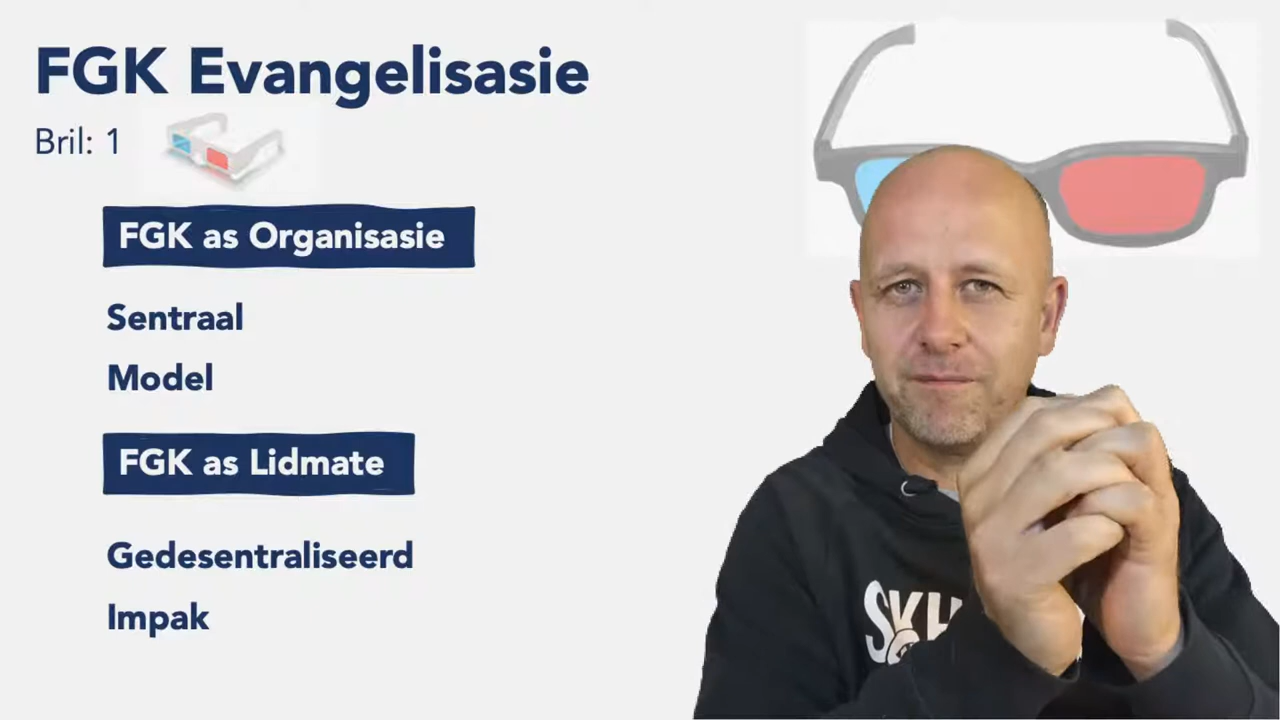 FGK Evangelisasie
Bril: 1
FGK as Organisasie
Sentraal
Model
FGK as Lidmate
Gedesentraliseerd
Impak